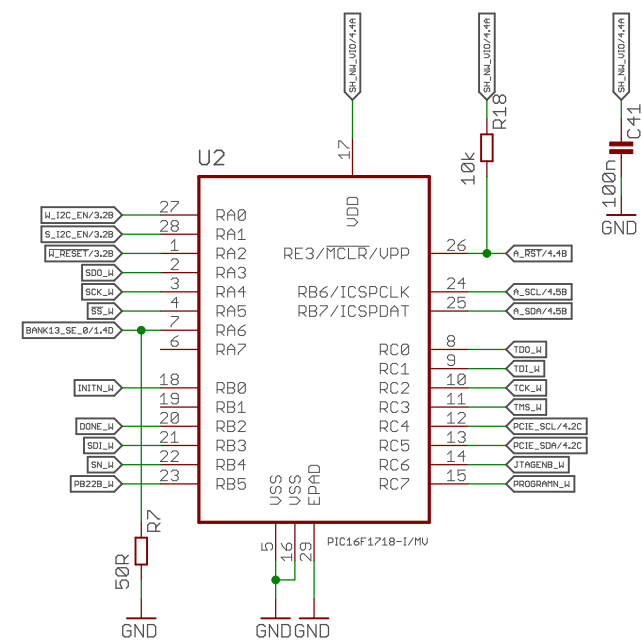 SH_NW_VIO/4.4A
SH_NW_VIO/4.4A
SH_NW_VIO/4.4A
R18
10k
C41
100n
GND
U2
17
VDD
W_I2C_EN/3.2B 27 RA0
S_I2C_EN/3.2B 28 RA1
W_RESET/3.2B 1 RA2
SDO_W 2 RA3
SCK_W 3 RA4
SS_W 4 RA5
BANK13_SE_0/1.4D 7 RA6
6 RA7
INITN_W 18 RB0
19 RB1
DONE_W 20 RB2
SDI_W 21 RB3
SN_W 22 RB4
PB22B_W 23 RB5
RE3/MCLR/VPP 26 A_RST/4.4B
RB6/ICSPCLK 24 A_SCL/4.5B
RB7/ICSPDAT 25 A_SDA/4.5B
RC0 8 TDO_W
RC1 9 TDI_W
RC2 10 TCK_W
RC3 11 TMS_W
RC4 12 PCIE_SCL/4.2C
RC5 13 PCIE_SDA/4.2C
RC6 14 JTAGENB_W
RC7 15 PROGRAMN_W
VSS
VSS
EPAD
5
16
29
PIC16F1718-I/MV
R7
50R
GND
GND
GND